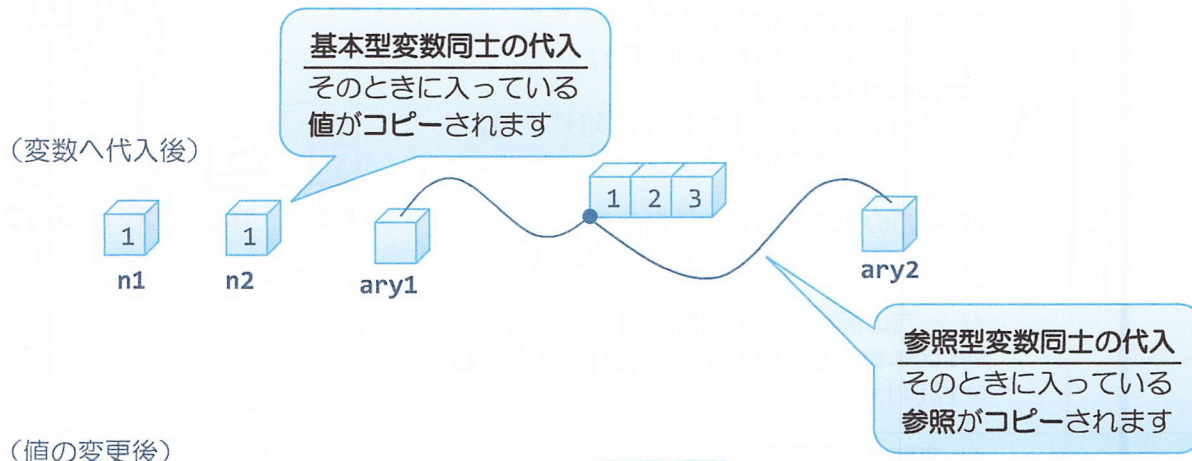 基本型変数同士の代入
そのときに入っている
値がコピーされます
（変数へ代入後）
1 2 3
1
1
n1
n2
ary1
ary2
参照型変数同士の代入
そのときに入っている
参照がコピーされます
（値の変更後）